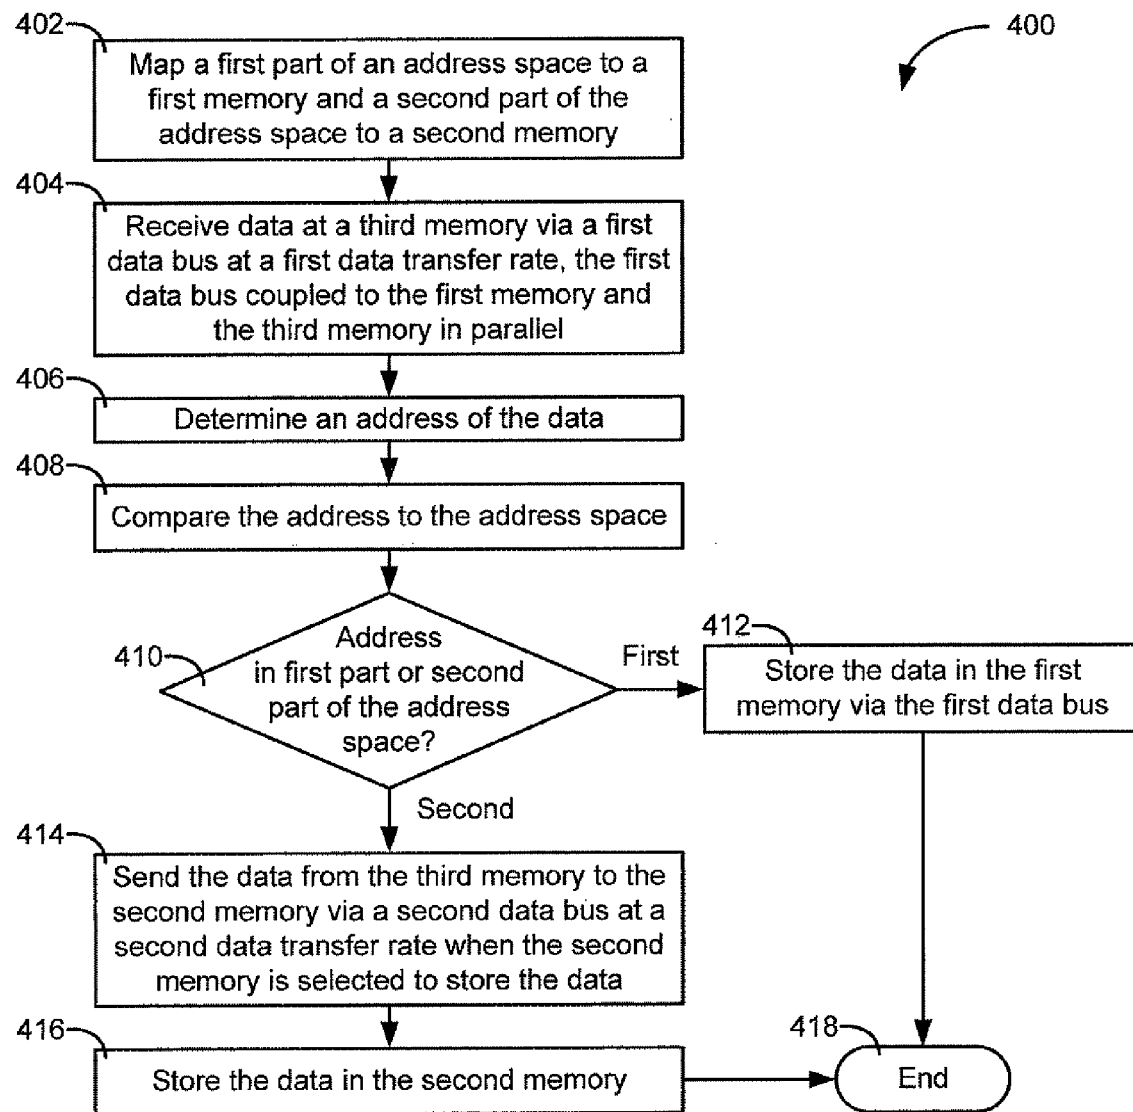 402
400
Map a first part of an address space to a
first memory and a second part of the
address space to a second memory
404
Receive data at a third memory via a first
data bus at a first data transfer rate, the first
data bus coupled to the first memory and
the third memory in parallel
406
Determine an address of the data
408
Compare the address to the address space
410
Address
in first part or second
part of the address
space?
First
412
Store the data in the first
memory via the first data bus
Second
414
Send the data from the third memory to the
second memory via a second data bus at a
second data transfer rate when the second
memory is selected to store the data
416
Store the data in the second memory
418
End